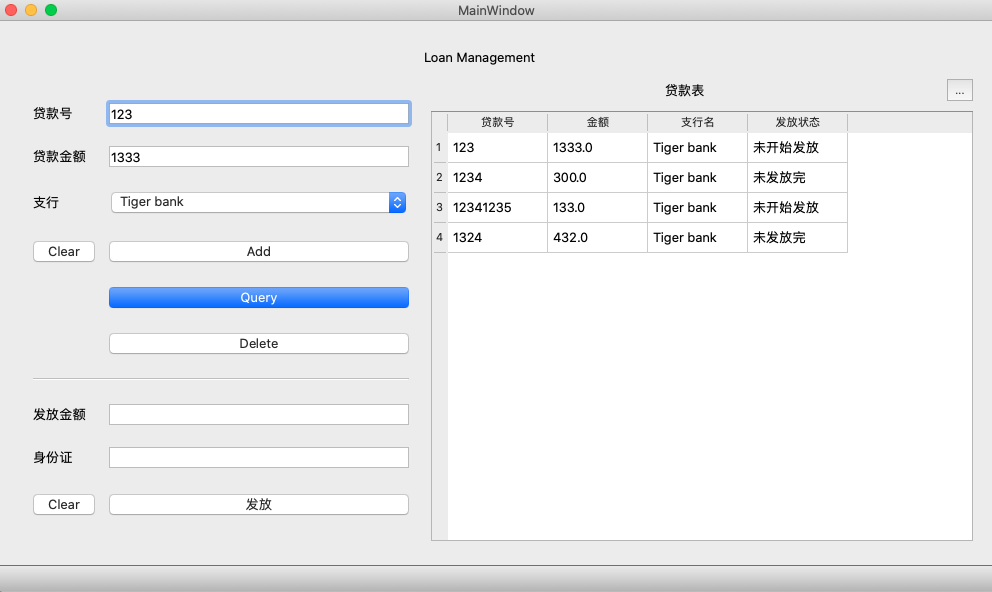 MainWindow
Loan Management
贷款表
...
贷款号 123
贷款金额 1333
支行 Tiger bank
Clear Add
Query
Delete
发放金额
身份证
Clear 发放
贷款号 金额 支行名 发放状态
1 123 1333.0 Tiger bank 未开始发放
2 1234 300.0 Tiger bank 未发放完
3 12341235 133.0 Tiger bank 未开始发放
4 1324 432.0 Tiger bank 未发放完